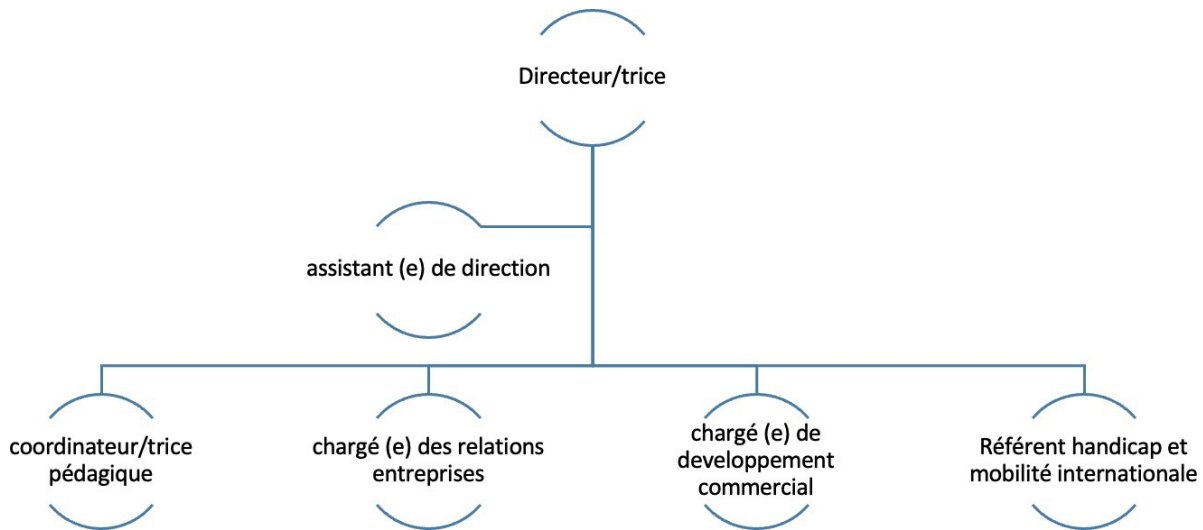 Directeur/trice
assistant (e) de direction
coordinateur/trice
pédagique
chargé (e) des relations
entreprises
chargé (e) de
developpement
commercial
Référent handicap et
mobilité internationale